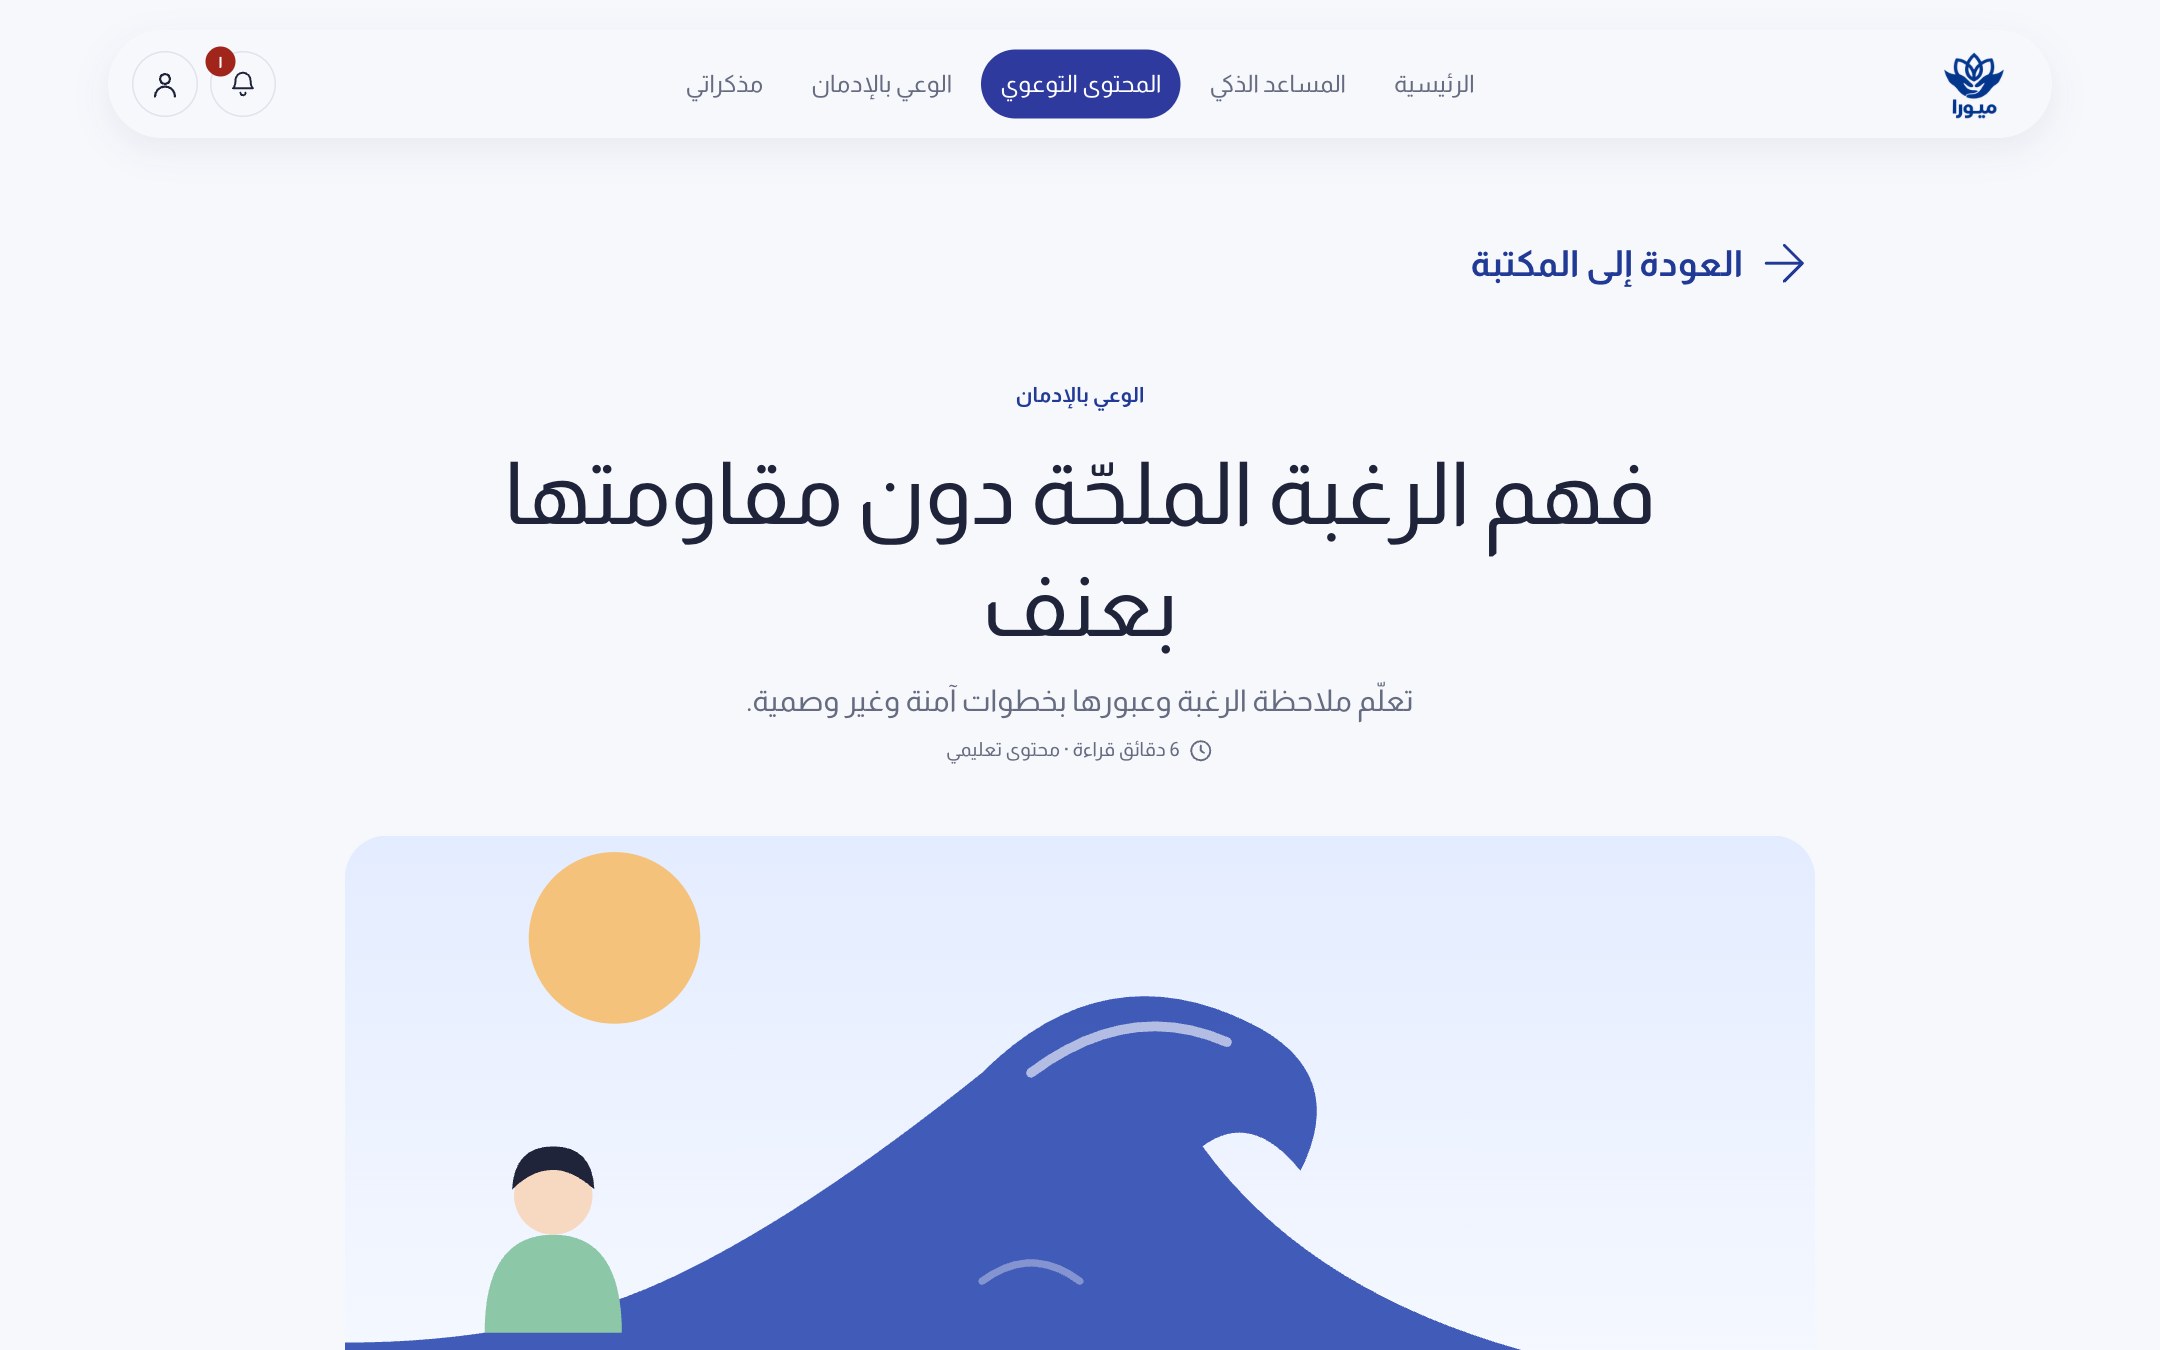 ميورا
الرئيسية
المساعد الذكي
المحتوى التوعوي
الوعي بالإدمان
مذكراتي
١
العودة إلى المكتبة
الوعي بالإدمان
فهم الرغبة الملحّة دون مقاومتها
بعنف
تعلّم ملاحظة الرغبة وعبورها بخطوات آمنة وغير وصمية.
6 دقائق قراءة · محتوى تعليمي